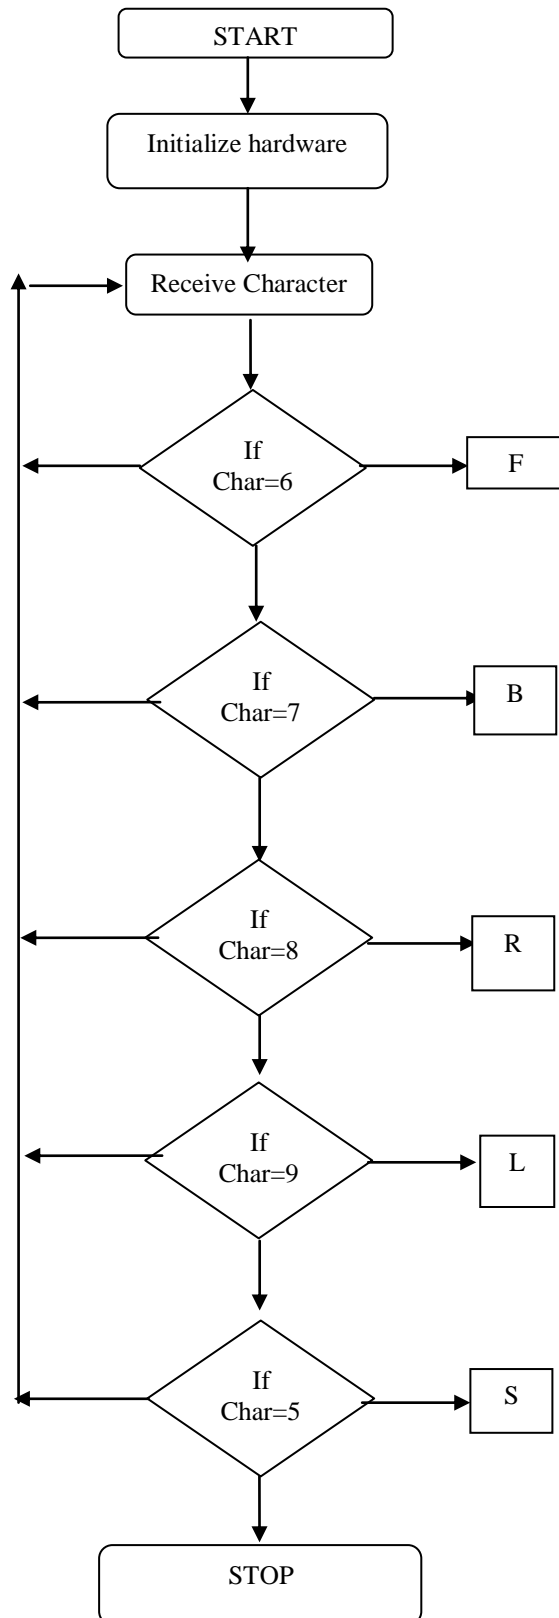 START
Initialize hardware
Receive Character
If
Char=6
F
If
Char=7
B
If
Char=8
R
If
Char=9
L
If
Char=5
S
STOP